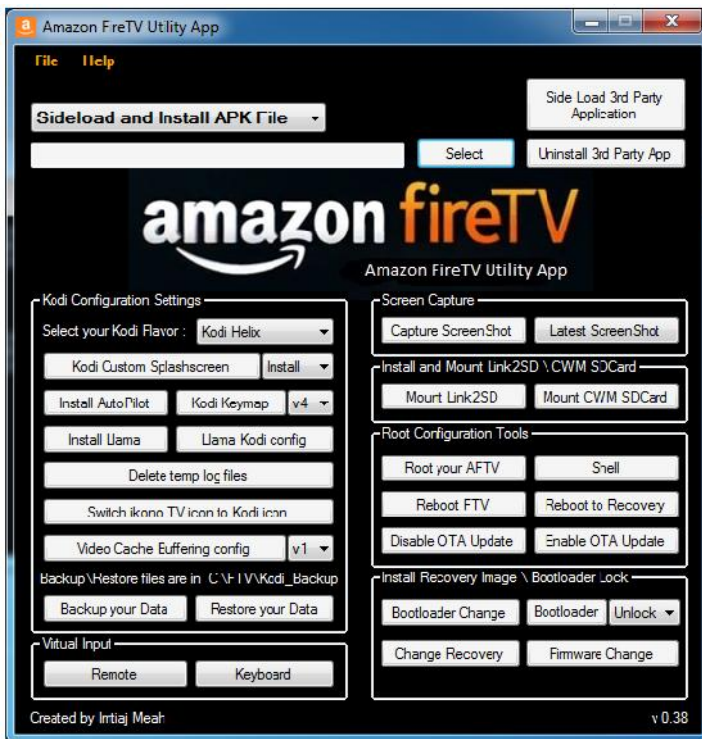 Amazon FireTV Utility App
File Help
Sideload and Install APK File
Side Load 3rd Party Application
Select
Uninstall 3rd Party App
amazon fireTV
Amazon FireTV Utility App
Kodi Configuration Settings
Select your Kodi Flavor : Kodi Helix
Kodi Custom Splashscreen Install
Install AutoPilot Kodi Keymap v4
Install Llama Llama Kodi config
Delete temp log files
Switch ikono TV icon to Kodi icon
Video Cache Buffering config v1
Backup\Restore files are in C:\FTV\Kodi_Backup
Backup your Data Restore your Data
Virtual Input
Remote Keyboard
Screen Capture
Capture ScreenShot Latest ScreenShot
Install and Mount Link2SD \ CWM SDCard
Mount Link2SD Mount CWM SDCard
Root Configuration Tools
Root your AFTV Shell
Reboot FTV Reboot to Recovery
Disable OTA Update Enable OTA Update
Install Recovery Image \ Bootloader Lock
Bootloader Change Bootloader Unlock
Change Recovery Firmware Change
Created by Imtiaj Meah
v 0.38